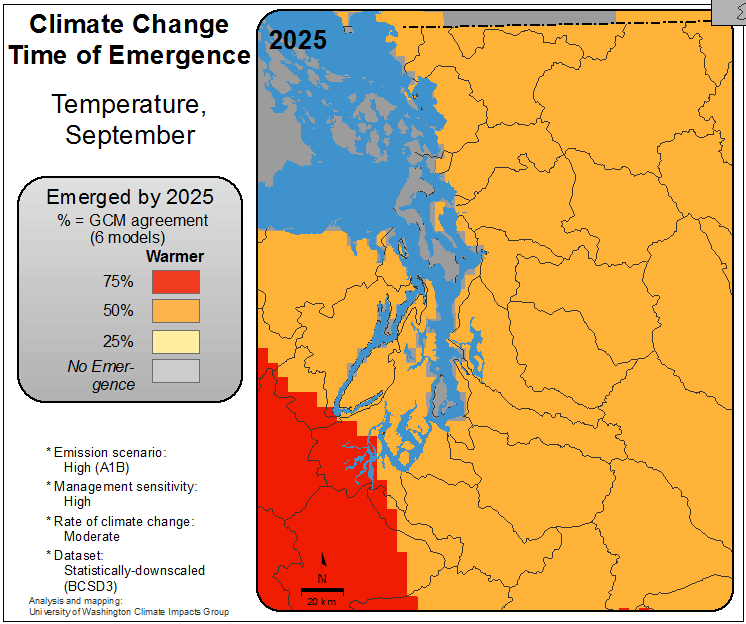 Climate Change
Time of Emergence
Temperature,
September
Emerged by 2025
% = GCM agreement
(6 models)
Warmer
75%
50%
25%
No Emer-
gence
* Emission scenario:
High (A1B)
* Management sensitivity:
High
* Rate of climate change:
Moderate
* Dataset:
Statistically-downscaled
(BCSD3)
Analysis and mapping:
University of Washington Climate Impacts Group
2025
N
20 km